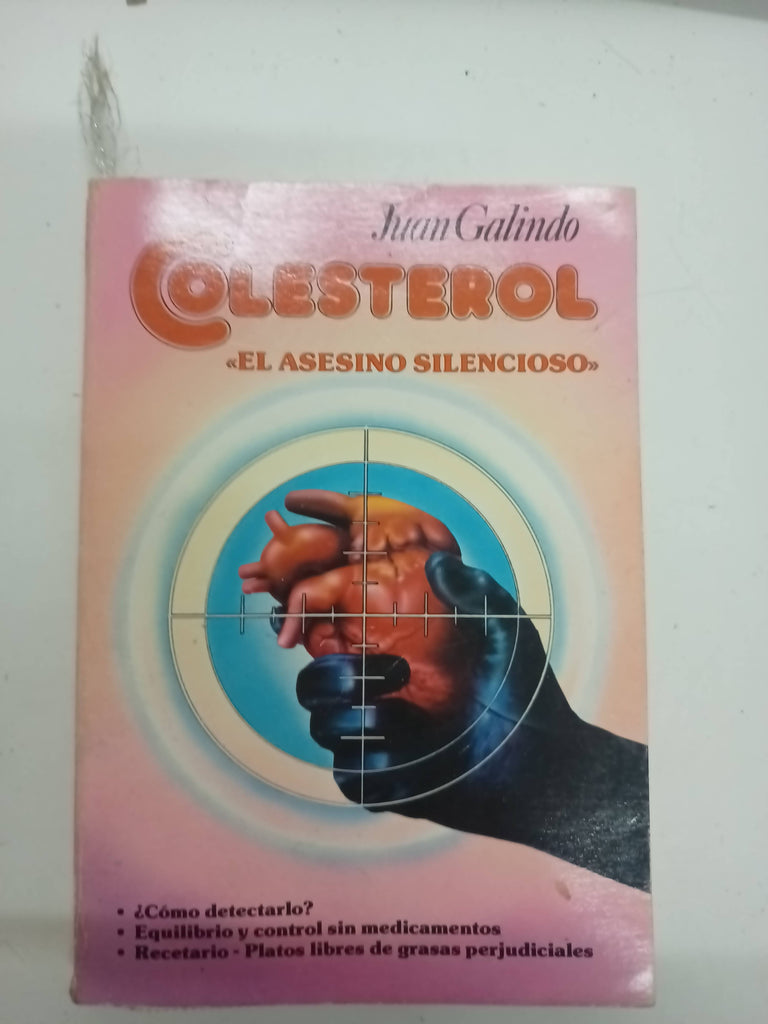 Juan Galindo
COLESTEROL
«EL ASESINO SILENCIOSO»
• ¿Cómo detectarlo?
• Equilibrio y control sin medicamentos
• Recetario - Platos libres de grasas perjudiciales